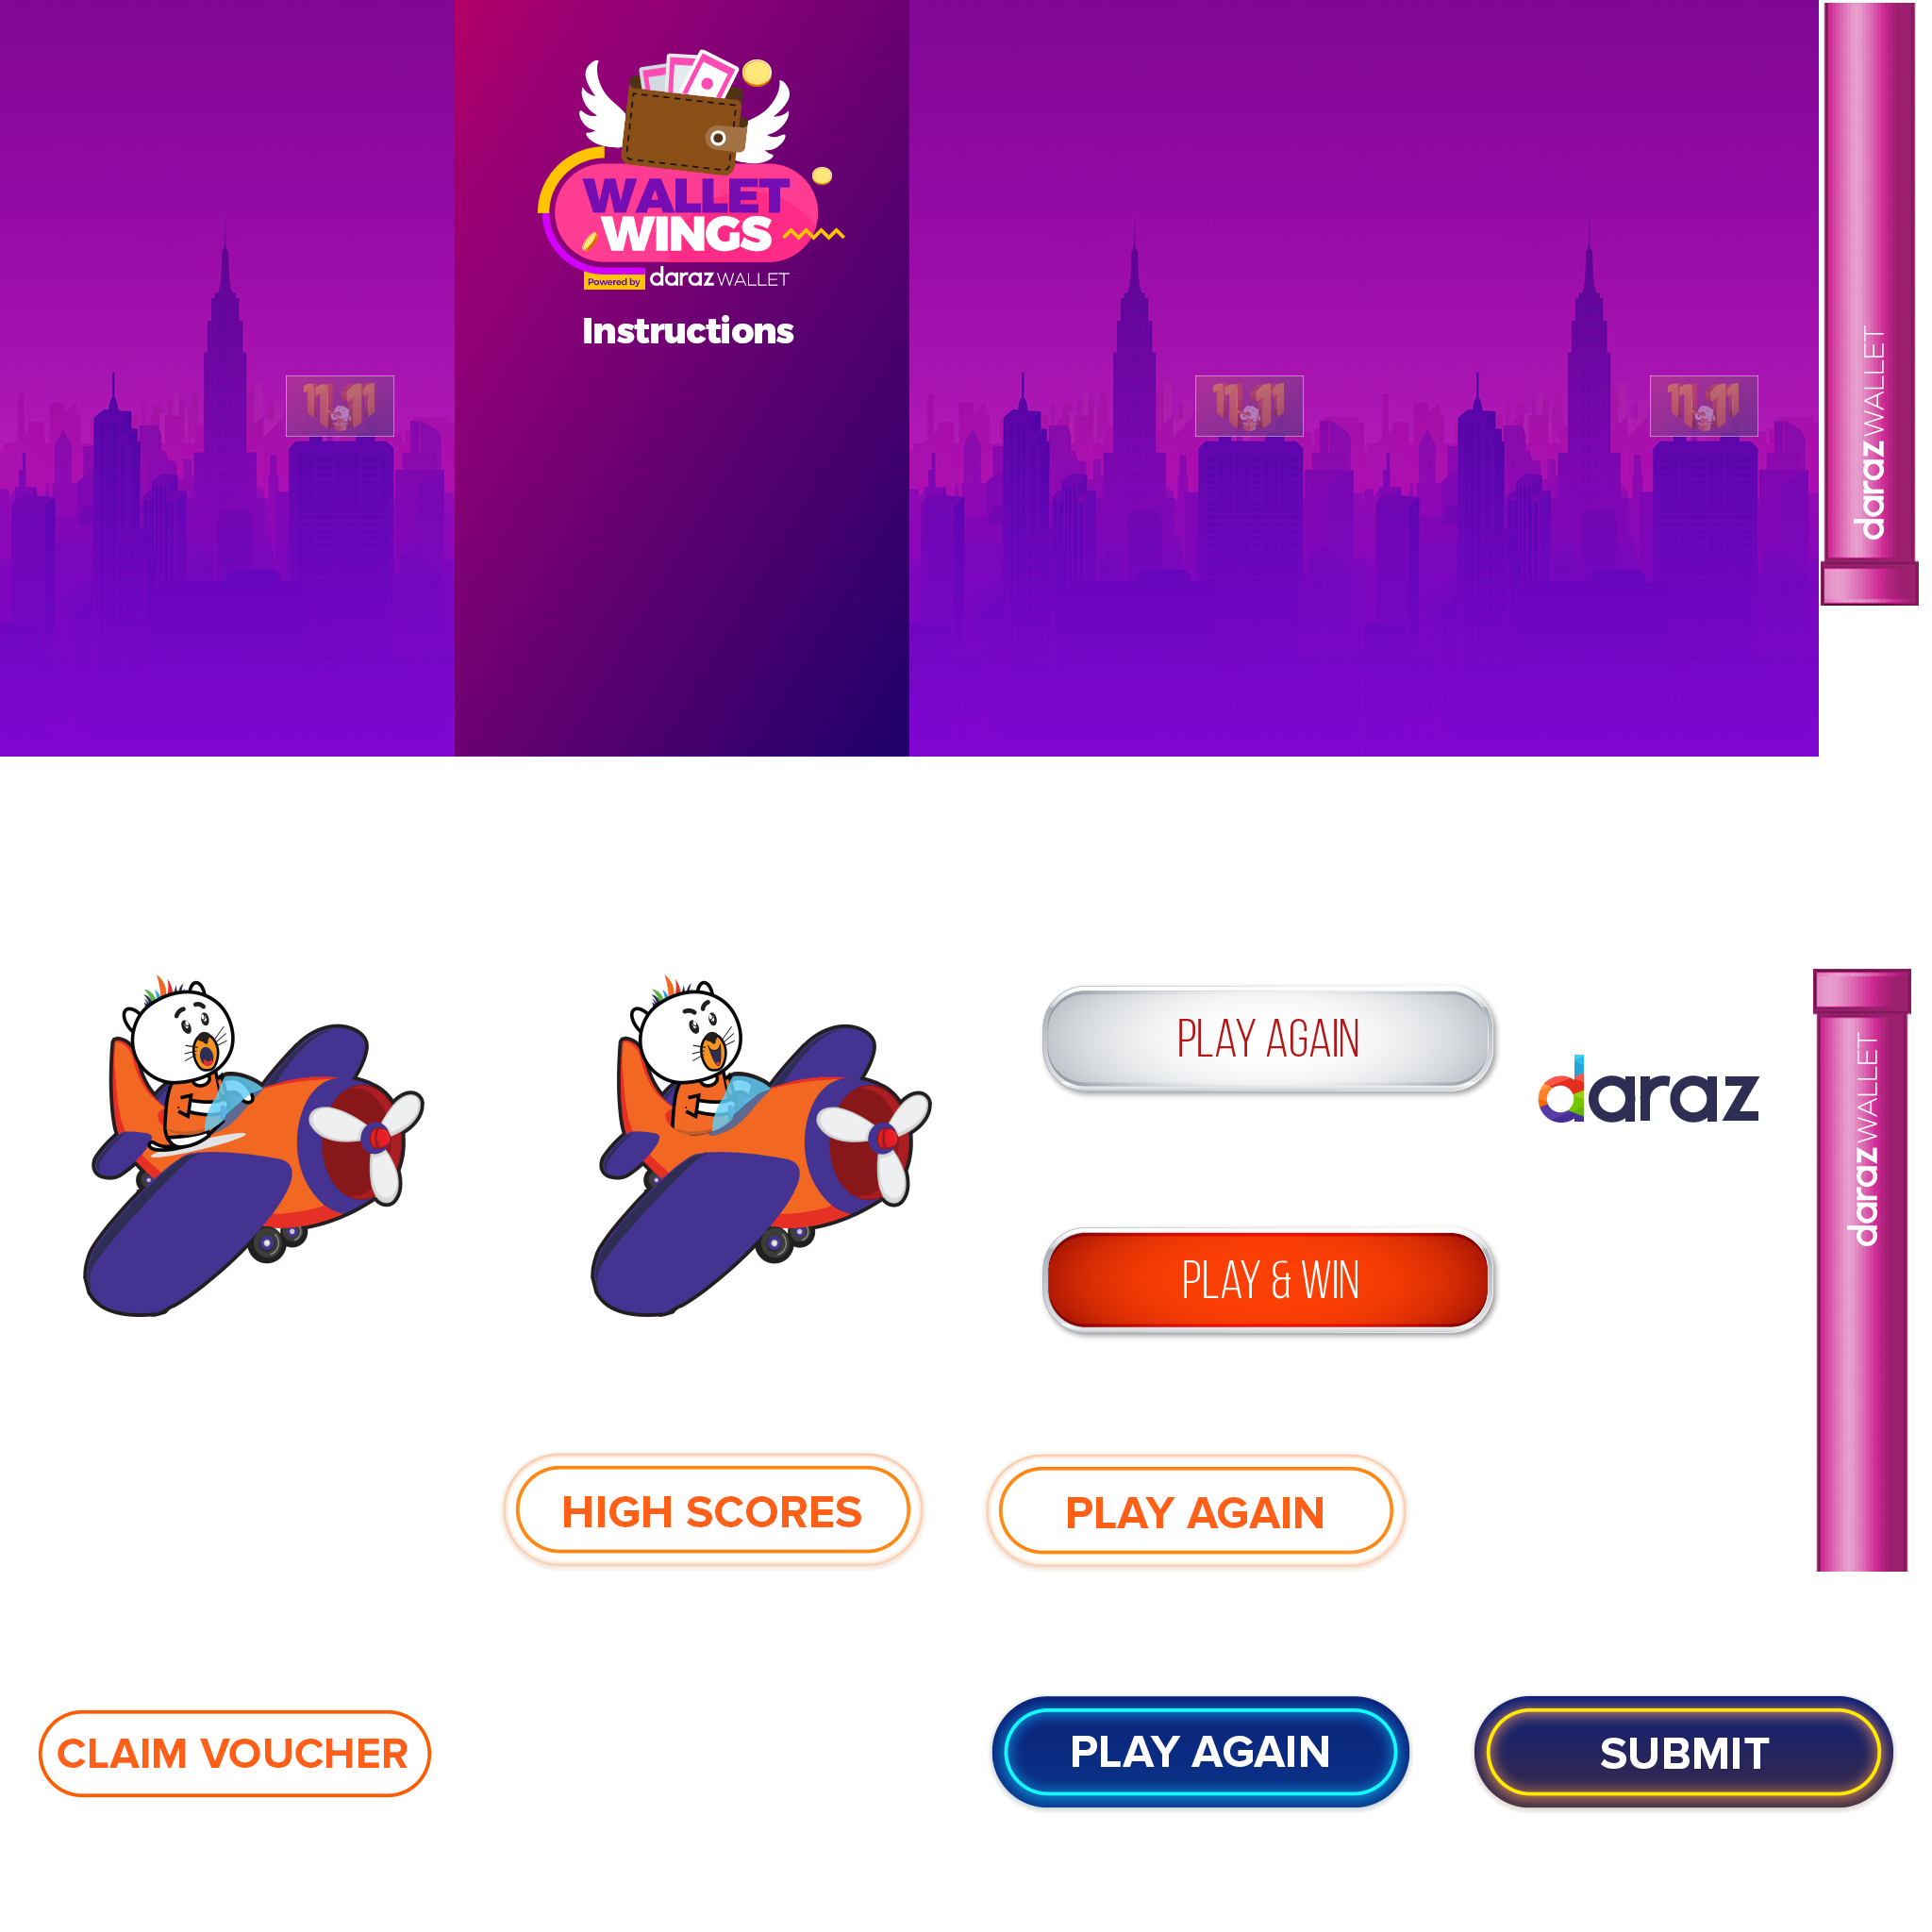 WALLET
WINGS
Powered by daraz WALLET
Instructions
11.11
11.11
11.11
daraz WALLET
PLAY AGAIN
daraz
daraz WALLET
PLAY & WIN
HIGH SCORES
PLAY AGAIN
CLAIM VOUCHER
PLAY AGAIN
SUBMIT